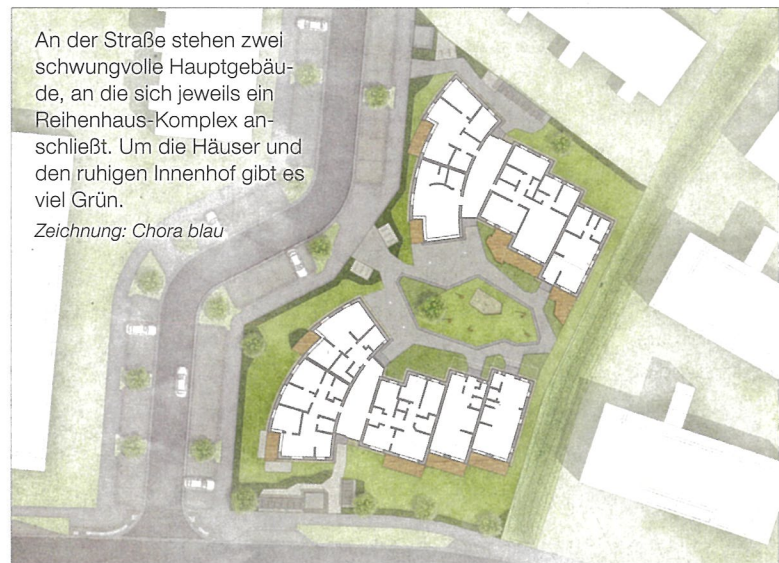 An der Straße stehen zwei
schwungvolle Hauptgebäu-
de, an die sich jeweils ein
Reihenhaus-Komplex an-
schließt. Um die Häuser und
den ruhigen Innenhof gibt es
viel Grün.
Zeichnung: Chora blau